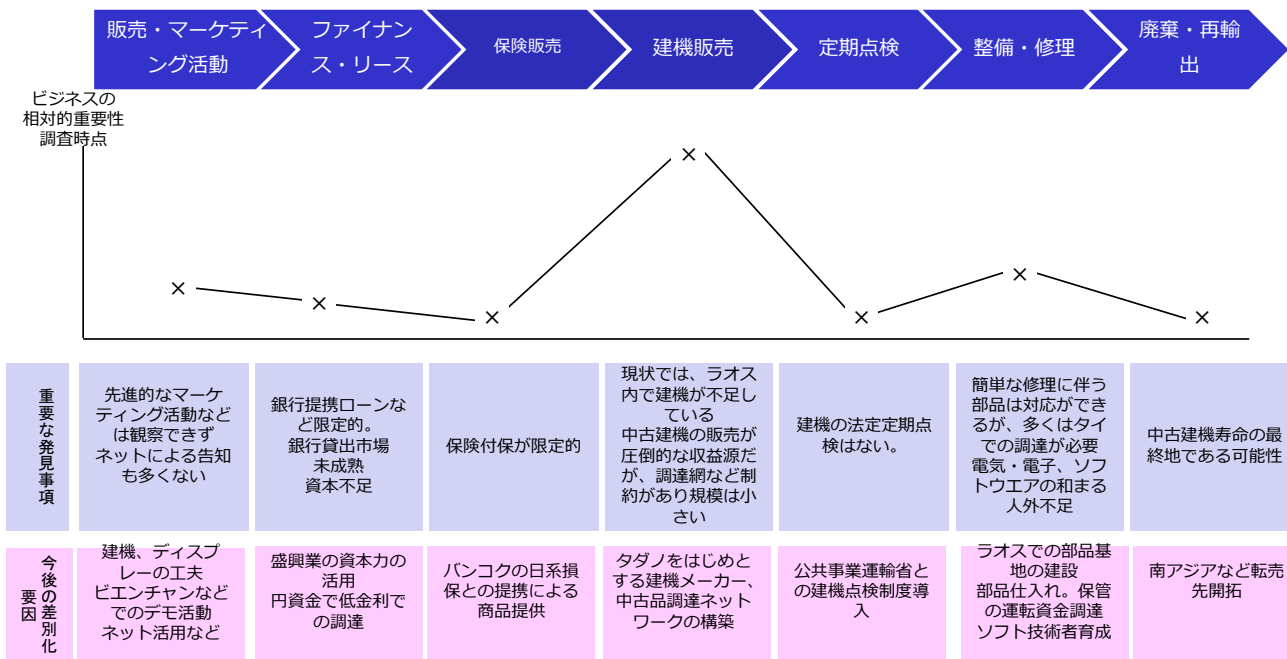 販売・マーケティ
ング活動
ファイナン
ス・リース
保険販売
建機販売
定期点検
整備・修理
廃棄・再輸
出
ビジネスの
相対的重要性
調査時点
×
×
×
×
×
×
×
重要な発見事項
先進的なマーケ
ティング活動など
は観察できず
ネットによる告知
も多くない
銀行提携ローンな
ど限定的。
銀行貸出市場
未成熟
資本不足
保険付保が限定的
現状では、ラオス
内で建機が不足し
ている
中古建機の販売が
圧倒的な収益源だ
が、調達網など制
約があり規模は小
さい
建機の法定定期点
検はない。
簡単な修理に伴う
部品は対応ができ
るが、多くはタイ
での調達が必要
電気・電子、ソフ
トウエアの和まる
人外不足
中古建機寿命の最
終地である可能性
今後の差別化
要因
建機、ディスプ
レーの工夫
ビエンチャンなど
でのデモ活動
ネット活用など
盛興業の資本力の
活用
円資金で低金利で
の調達
バンコクの日系損
保との提携による
商品提供
タダノをはじめと
する建機メーカー、
中古品調達ネット
ワークの構築
公共事業運輸省と
の建機点検制度導
入
ラオスでの部品基
地の建設
部品仕入れ。保管
の運転資金調達
ソフト技術者育成
南アジアなど転売
先開拓